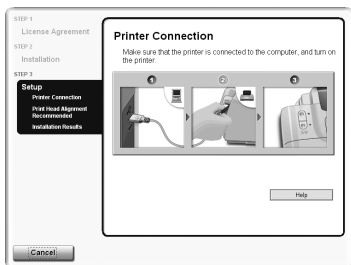 STEP 1
License Agreement
STEP 2
Installation
STEP 3
Setup
Printer Connection
Print Head Alignment
Recommended
Installation Results
Printer Connection
Make sure that the printer is connected to the computer, and turn on
the printer.
1
2
3
Help
Cancel